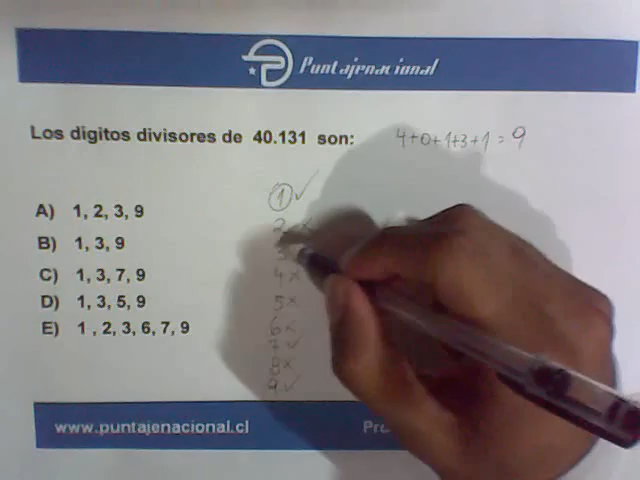 Puntajenacional
Los digitos divisores de 40.131 son:
4+0+1+3+1=9
A) 1, 2, 3, 9
B) 1, 3, 9
C) 1, 3, 7, 9
D) 1, 3, 5, 9
E) 1 , 2, 3, 6, 7, 9
1 ✓
2 x
3
4 x
5 x
6 x
7 ✓
8 x
9 ✓
www.puntajenacional.cl